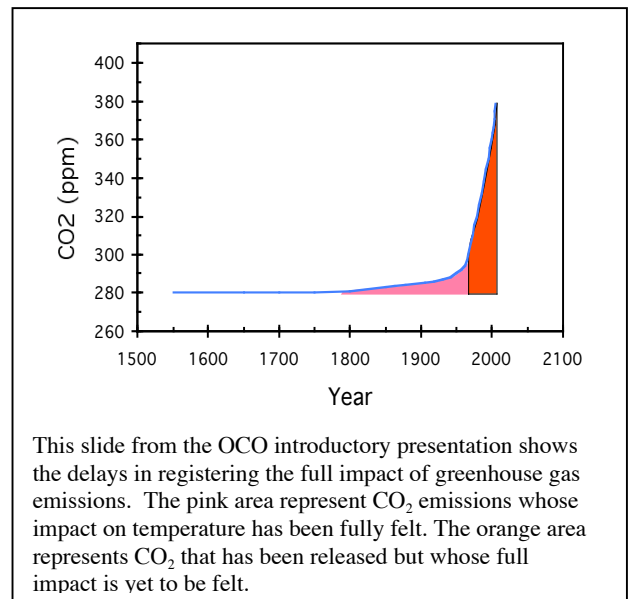 400
380
360
340
320
300
280
260
CO2 (ppm)
1500 1600 1700 1800 1900 2000 2100
Year
This slide from the OCO introductory presentation shows
the delays in registering the full impact of greenhouse gas
emissions.  The pink area represent CO₂ emissions whose
impact on temperature has been fully felt. The orange area
represents CO₂ that has been released but whose full
impact is yet to be felt.